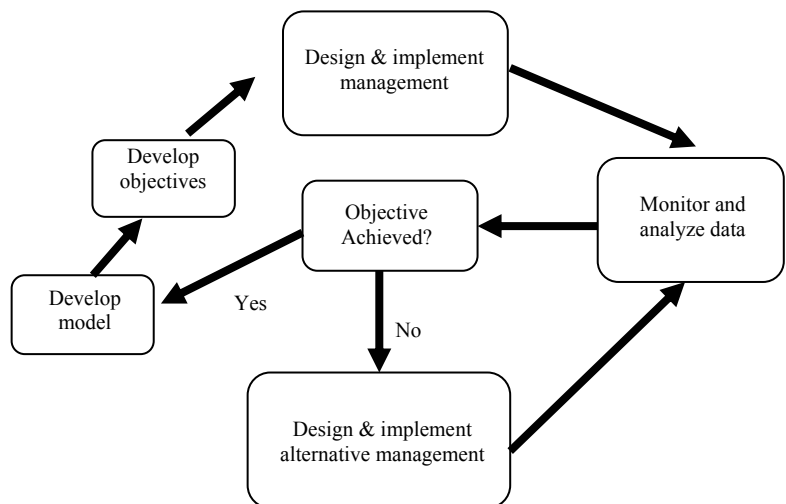 Design & implement
management
Develop
objectives
Objective
Achieved?
Monitor and
analyze data
Develop
model
Yes
No
Design & implement
alternative management